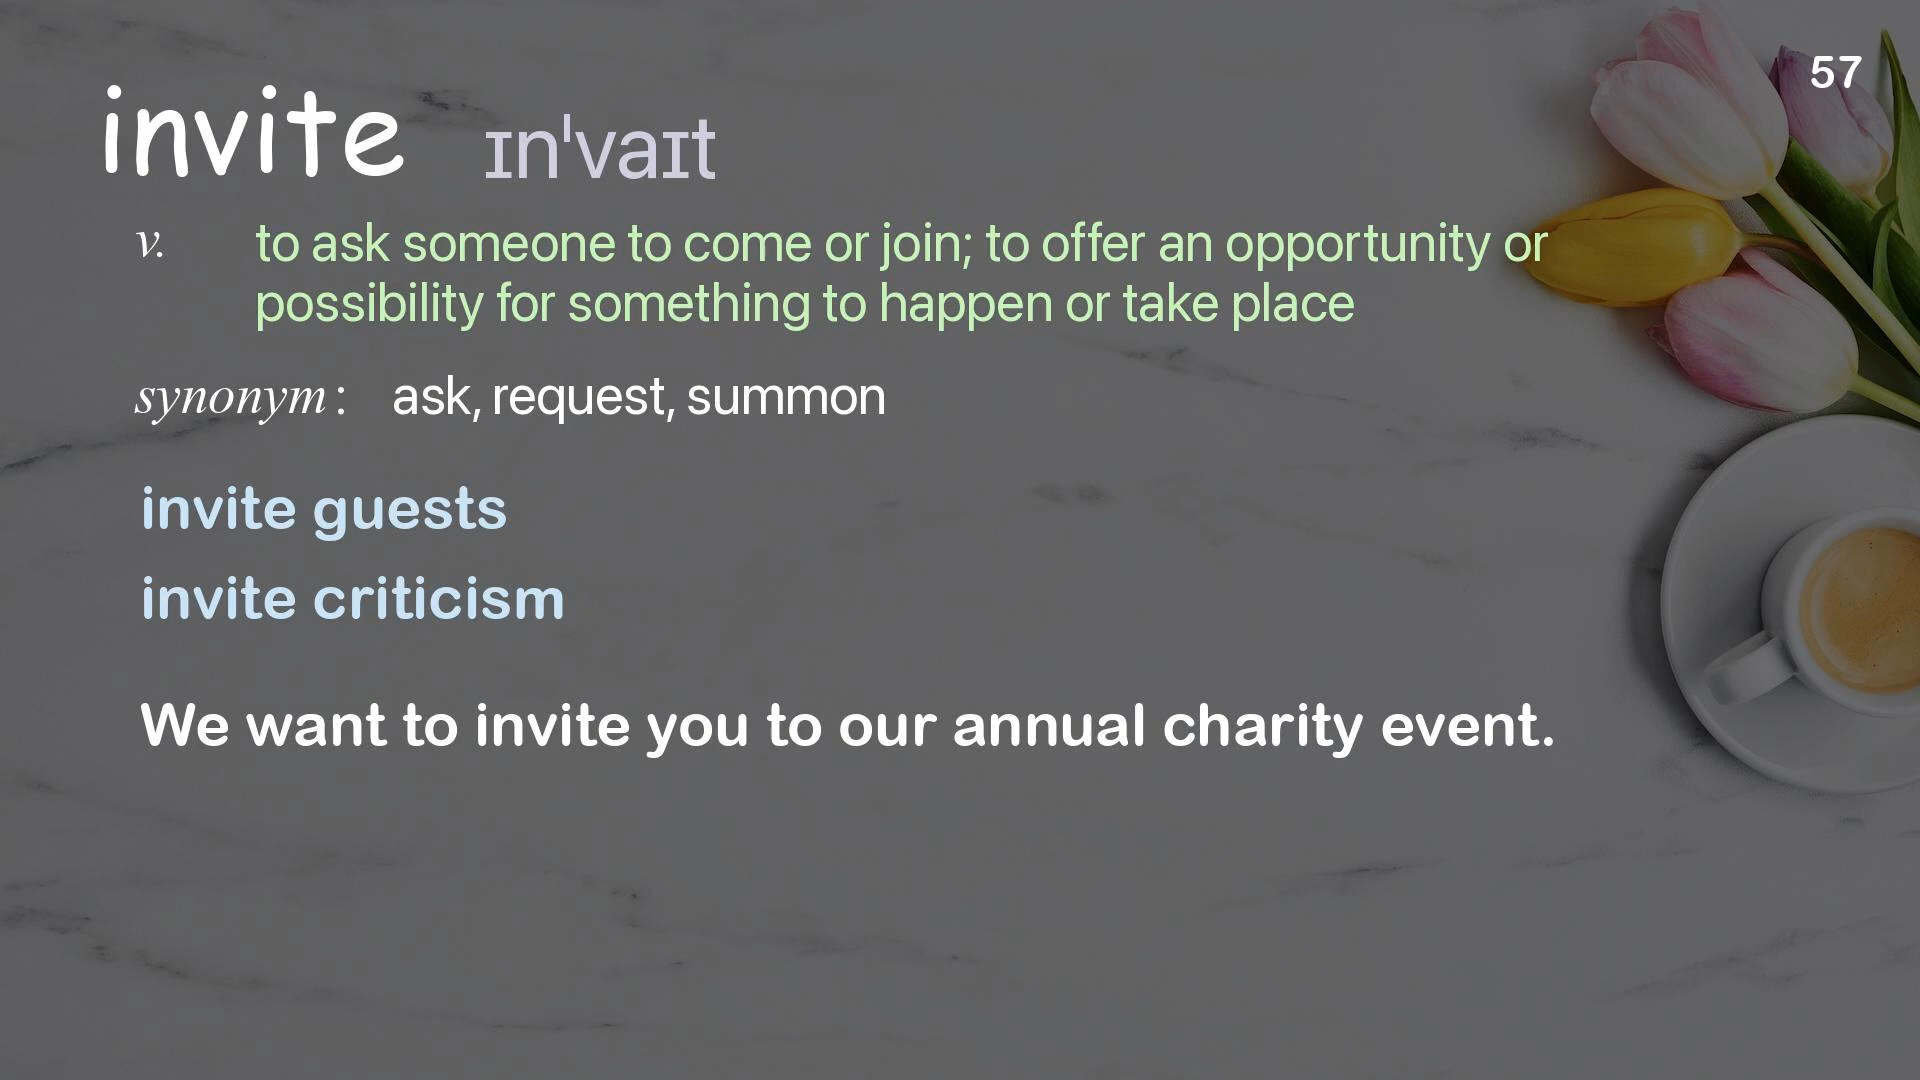 57
invite ɪnˈvaɪt
v. to ask someone to come or join; to offer an opportunity or
possibility for something to happen or take place
synonym: ask, request, summon
invite guests
invite criticism
We want to invite you to our annual charity event.